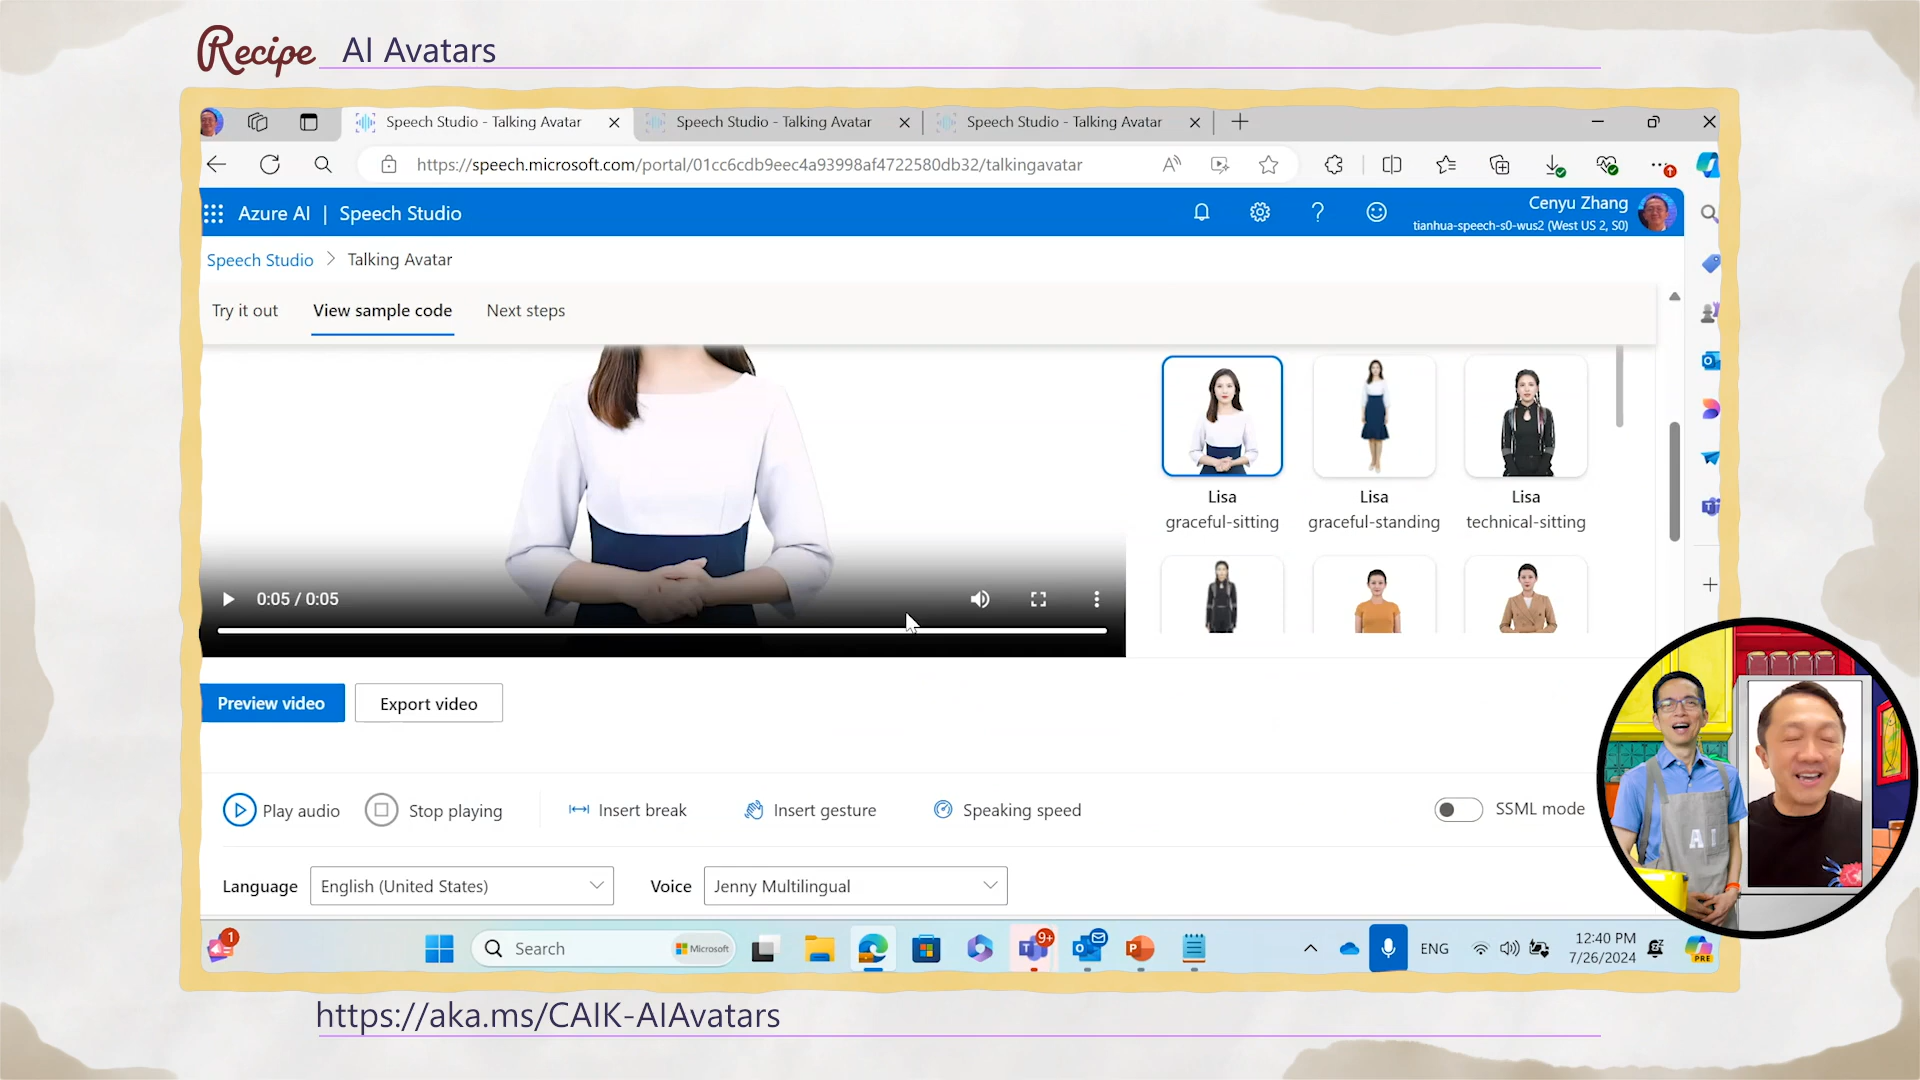 Recipe AI Avatars
Speech Studio - Talking Avatar
Speech Studio - Talking Avatar
Speech Studio - Talking Avatar
https://speech.microsoft.com/portal/01cc6cdb9eec4a93998af4722580db32/talkingavatar
Azure AI | Speech Studio
Cenyu Zhang
tianhua-speech-s0-wus2 (West US 2, S0)
Speech Studio > Talking Avatar
Try it out
View sample code
Next steps
Lisa
graceful-sitting
Lisa
graceful-standing
Lisa
technical-sitting
0:05 / 0:05
Preview video
Export video
Play audio
Stop playing
Insert break
Insert gesture
Speaking speed
SSML mode
Language
English (United States)
Voice
Jenny Multilingual
AI
1
Search
Microsoft
9+
ENG
12:40 PM
7/26/2024
PRE
https://aka.ms/CAIK-AIAvatars